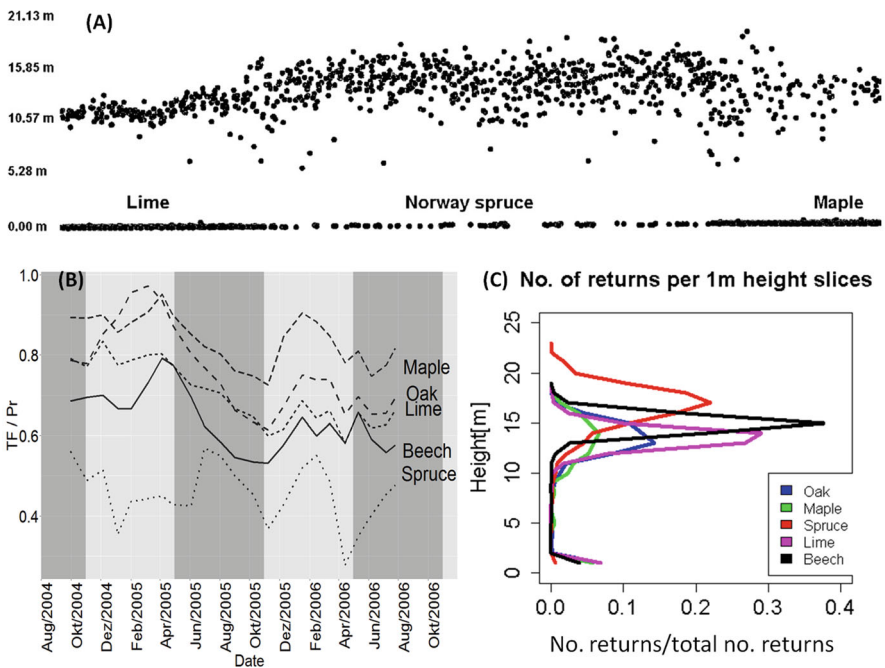 21.13 m
(A)
15.85 m
10.57 m
5.28 m
Lime
Norway spruce
Maple
0,00 m
(B)
1.0
0.8
0.6
0.4
TF / Pr
Maple
Oak
Lime
Beech
Spruce
Aug/2004
Okt/2004
Dez/2004
Feb/2005
Apr/2005
Jun/2005
Aug/2005
Okt/2005
Dez/2005
Feb/2006
Apr/2006
Jun/2006
Aug/2006
Okt/2006
Date
(C) No. of returns per 1m height slices
25
20
15
10
5
0
Height[m]
Oak
Maple
Spruce
Lime
Beech
0.0 0.1 0.2 0.3 0.4
No. returns/total no. returns